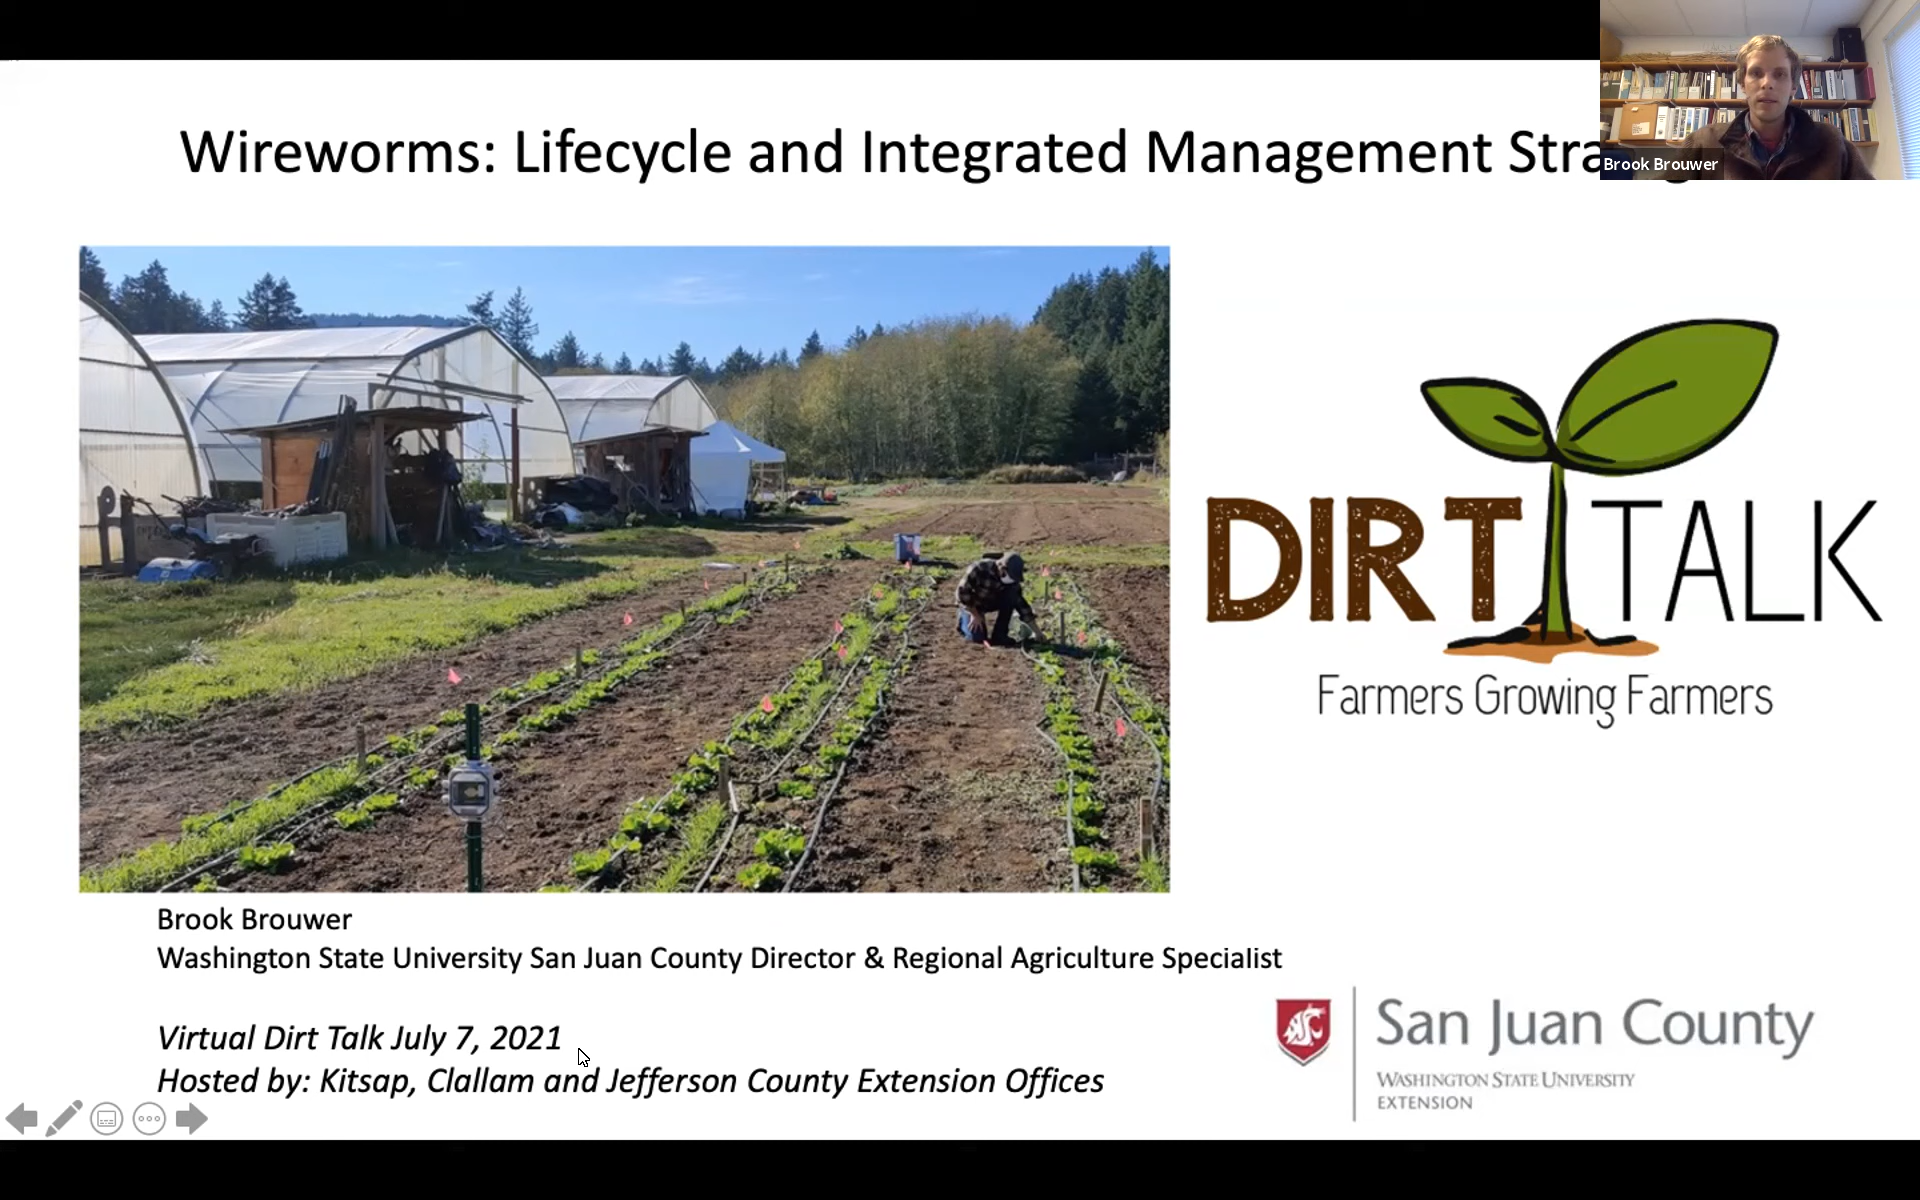 Wireworms: Lifecycle and Integrated Management Stra
Brook Brouwer
DIRT TALK
Farmers Growing Farmers
Brook Brouwer
Washington State University San Juan County Director & Regional Agriculture Specialist
Virtual Dirt Talk July 7, 2021
Hosted by: Kitsap, Clallam and Jefferson County Extension Offices
San Juan County
WASHINGTON STATE UNIVERSITY
EXTENSION